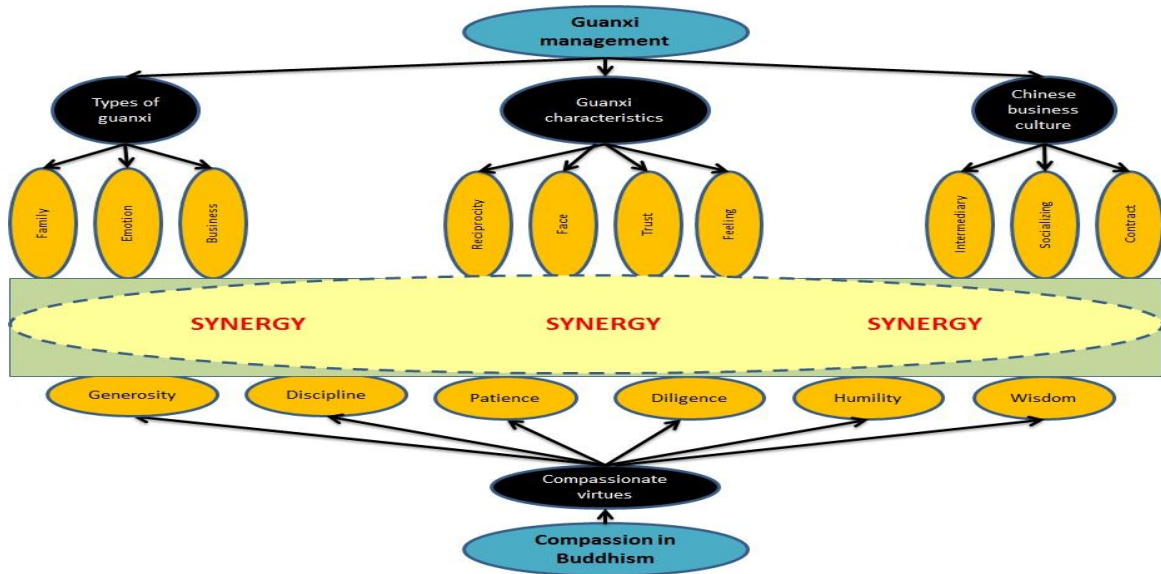 Guanxi
management
Types of
guanxi
Guanxi
characteristics
Chinese
business
culture
Family
Emotion
Business
Reciprocity
Face
Trust
Feeling
Intermediary
Socializing
Contract
SYNERGY
SYNERGY
SYNERGY
Generosity
Discipline
Patience
Diligence
Humility
Wisdom
Compassionate
virtues
Compassion in
Buddhism